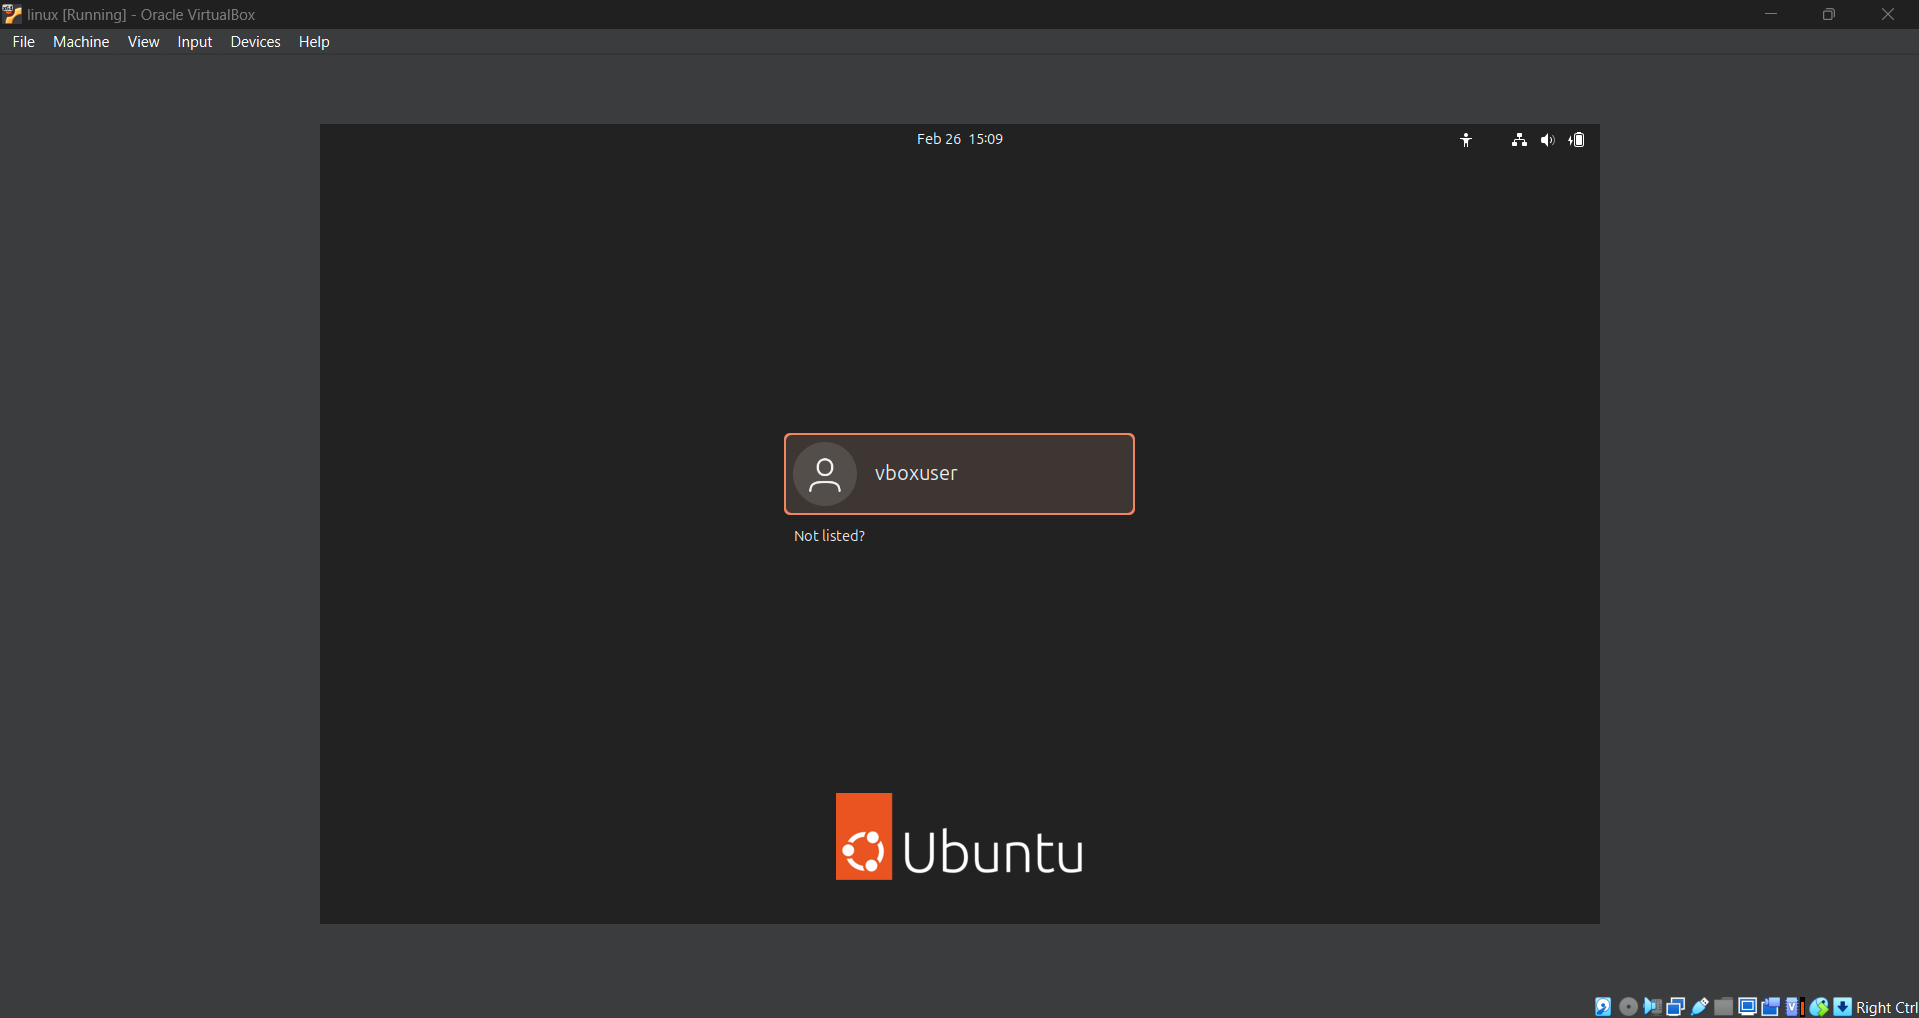 linux [Running] - Oracle VirtualBox
File Machine View Input Devices Help
Feb 26 15:09
vboxuser
Not listed?
Ubuntu
Right Ctrl